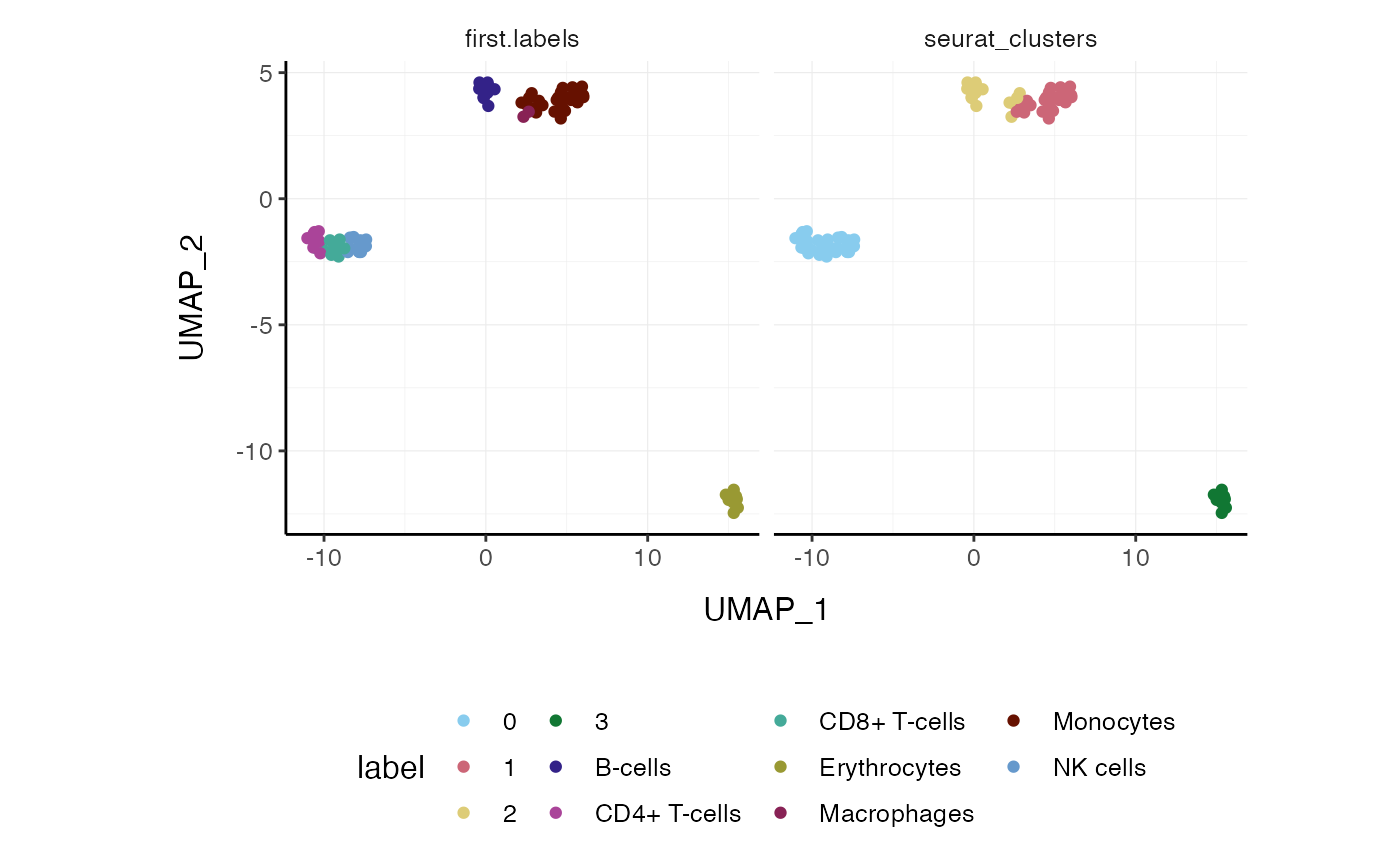 first.labels seurat_clusters
5
0
-5
-10
UMAP_2
-10 0 10 -10 0 10
UMAP_1
0 3 CD8+ T-cells Monocytes
label 1 B-cells Erythrocytes NK cells
2 CD4+ T-cells Macrophages